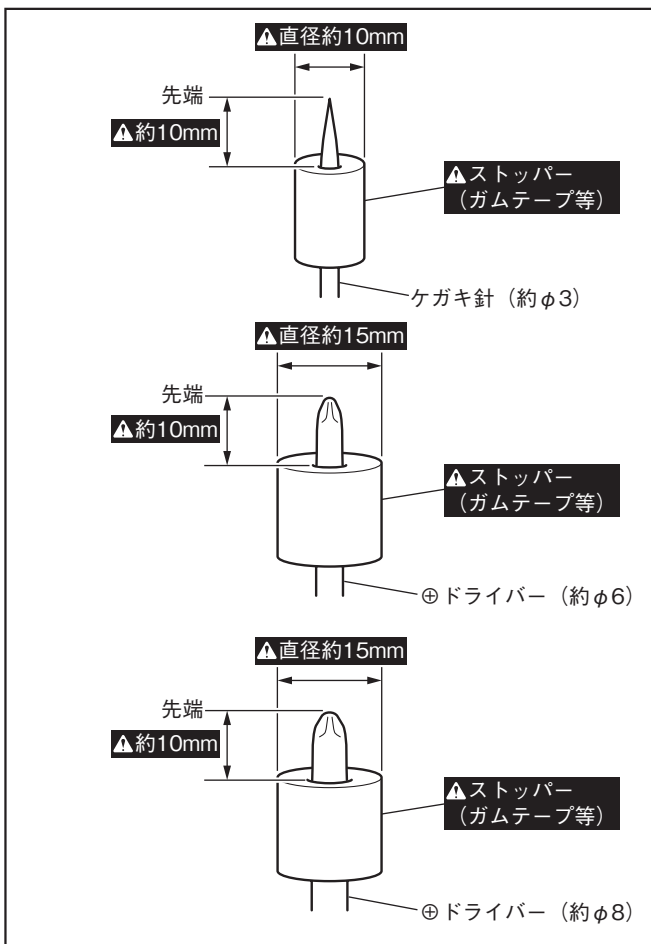 ⚠直径約10mm
先端
⚠約10mm
⚠ストッパー
（ガムテープ等）
ケガキ針（約φ3）
⚠直径約15mm
先端
⚠約10mm
⚠ストッパー
（ガムテープ等）
⊕ドライバー（約φ6）
⚠直径約15mm
先端
⚠約10mm
⚠ストッパー
（ガムテープ等）
⊕ドライバー（約φ8）